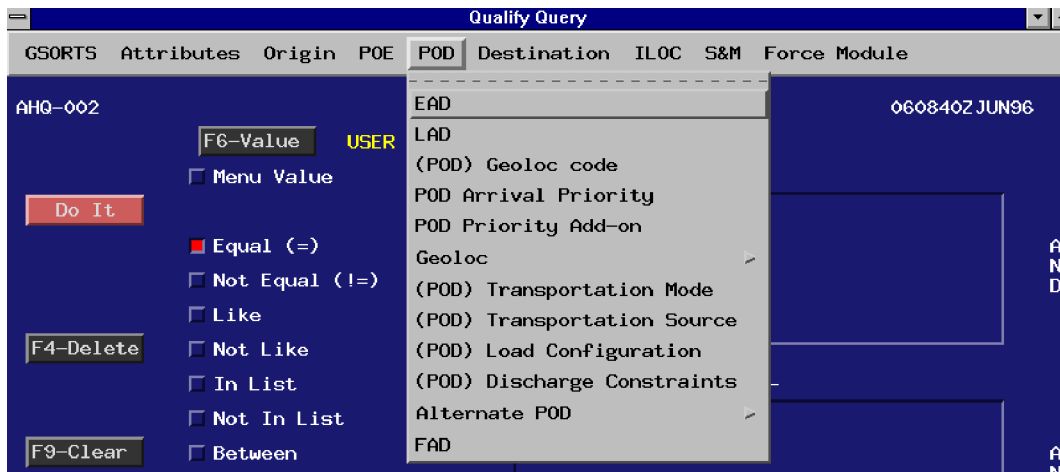 Qualify Query
GSORTS Attributes Origin POE POD Destination ILOC S&M Force Module
AHQ-002
060840ZJUN96
F6-Value USER
Menu Value
Do It
Equal (=)
Not Equal (!=)
Like
F4-Delete
Not Like
In List
Not In List
F9-Clear
Between
EAD
LAD
(POD) Geoloc code
POD Arrival Priority
POD Priority Add-on
Geoloc
(POD) Transportation Mode
(POD) Transportation Source
(POD) Load Configuration
(POD) Discharge Constraints
Alternate POD
FAD
A
N
D